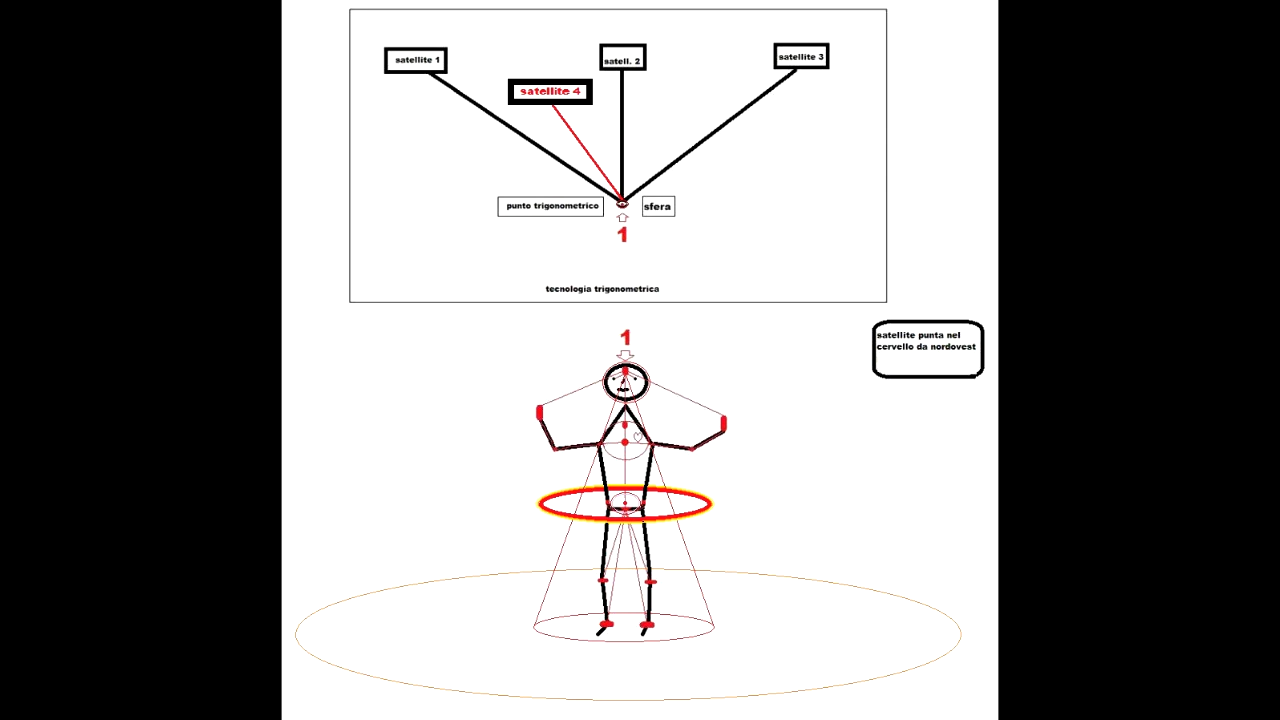 satellite 1
satell. 2
satellite 3
satellite 4
punto trigonometrico
sfera
1
tecnologia trigonometrica
1
satellite punta nel
cervello da nordovest